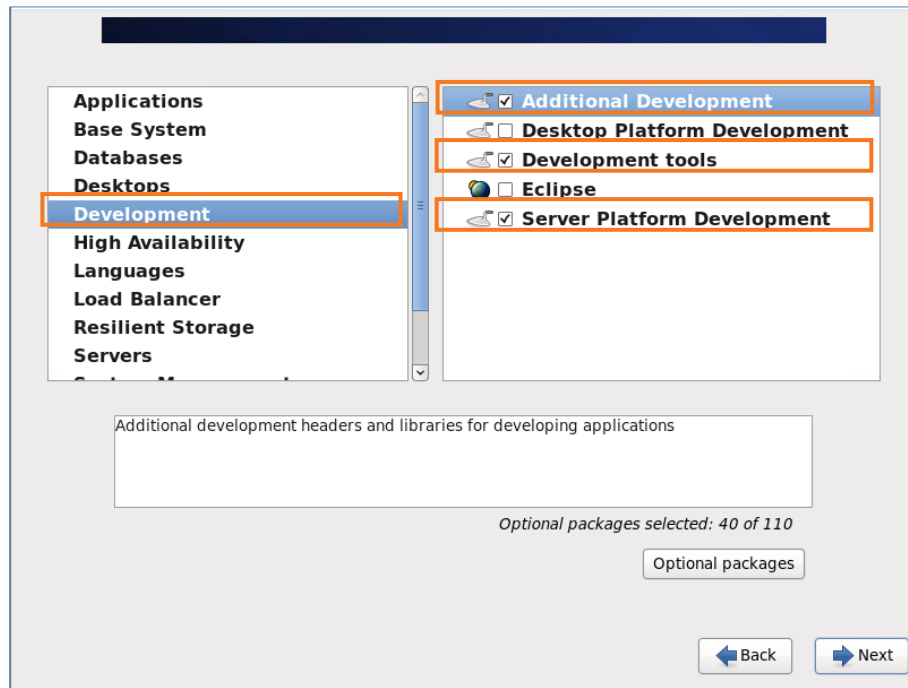 Applications
Base System
Databases
Desktops
Development
High Availability
Languages
Load Balancer
Resilient Storage
Servers
Additional Development
Desktop Platform Development
Development tools
Eclipse
Server Platform Development
Additional development headers and libraries for developing applications
Optional packages selected: 40 of 110
Optional packages
Back
Next